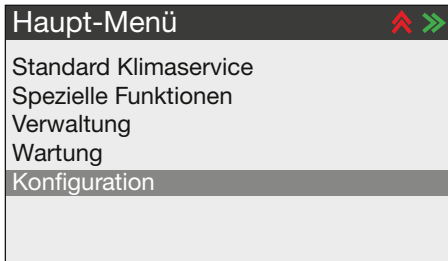 Haupt-Menü
Standard Klimaservice
Spezielle Funktionen
Verwaltung
Wartung
Konfiguration